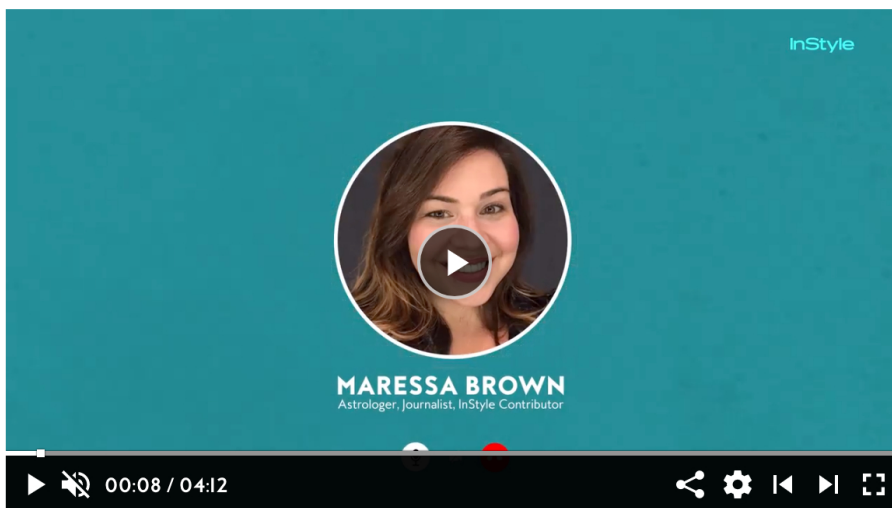 InStyle
MARESSA BROWN
Astrologer, Journalist, InStyle Contributor
00:08 / 04:12